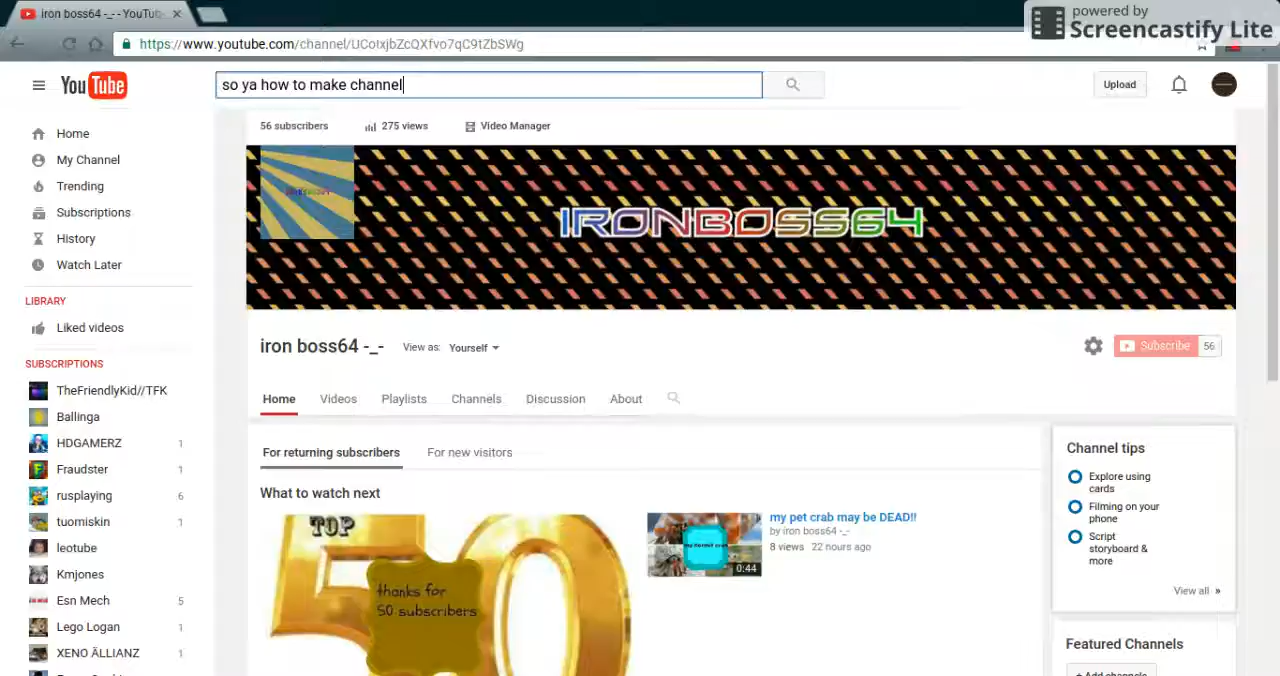 iron boss64 -_- - YouTub
powered by
Screencastify Lite
https://www.youtube.com/channel/UCotxjbZcQXfvo7qC9tZbSWg
YouTube
so ya how to make channel
Upload
Home
My Channel
Trending
Subscriptions
History
Watch Later
LIBRARY
Liked videos
SUBSCRIPTIONS
TheFriendlyKid//TFK
Ballinga
HDGAMERZ 1
Fraudster 1
rusplaying 6
tuomiskin 1
leotube
Kmjones
Esn Mech 5
Lego Logan 1
XENO ÄLLIANZ 1
56 subscribers 275 views Video Manager
IRONBOSS64
iron boss64 -_- View as: Yourself
Subscribe 56
Home Videos Playlists Channels Discussion About
For returning subscribers For new visitors
What to watch next
TOP
50
thanks for
50 subscribers
my pet crab may be DEAD!!
by iron boss64 -_-
8 views 22 hours ago
0:44
Channel tips
Explore using
cards
Filming on your
phone
Script
storyboard &
more
View all »
Featured Channels
+ Add channels